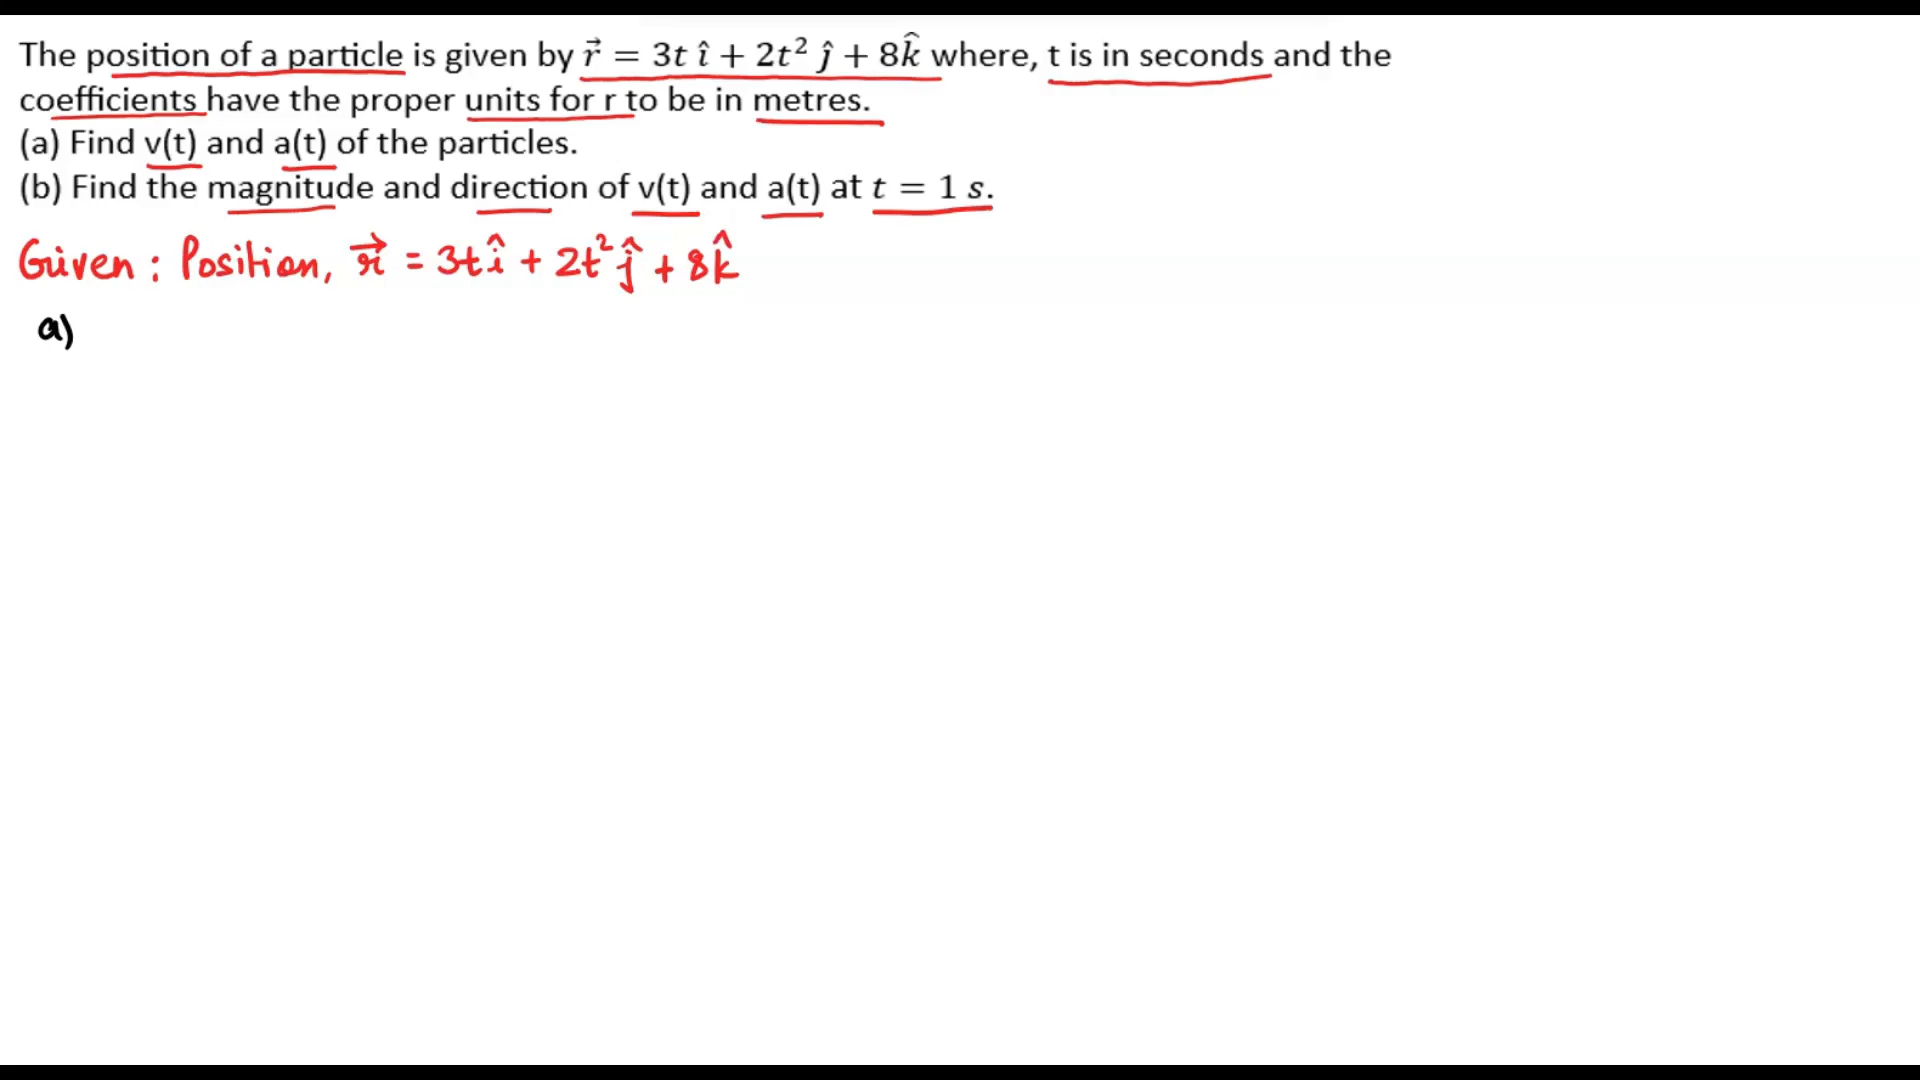 The position of a particle is given by r⃗ = 3t î + 2t² ĵ + 8k̂ where, t is in seconds and the
coefficients have the proper units for r to be in metres.
(a) Find v(t) and a(t) of the particles.
(b) Find the magnitude and direction of v(t) and a(t) at t = 1 s.
Given : Position, r⃗ = 3tî + 2t²ĵ + 8k̂
a)